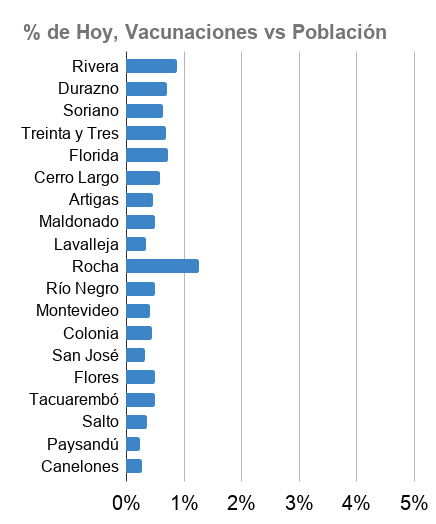 % de Hoy, Vacunaciones vs Población
Rivera
Durazno
Soriano
Treinta y Tres
Florida
Cerro Largo
Artigas
Maldonado
Lavalleja
Rocha
Río Negro
Montevideo
Colonia
San José
Flores
Tacuarembó
Salto
Paysandú
Canelones
0% 1% 2% 3% 4% 5%